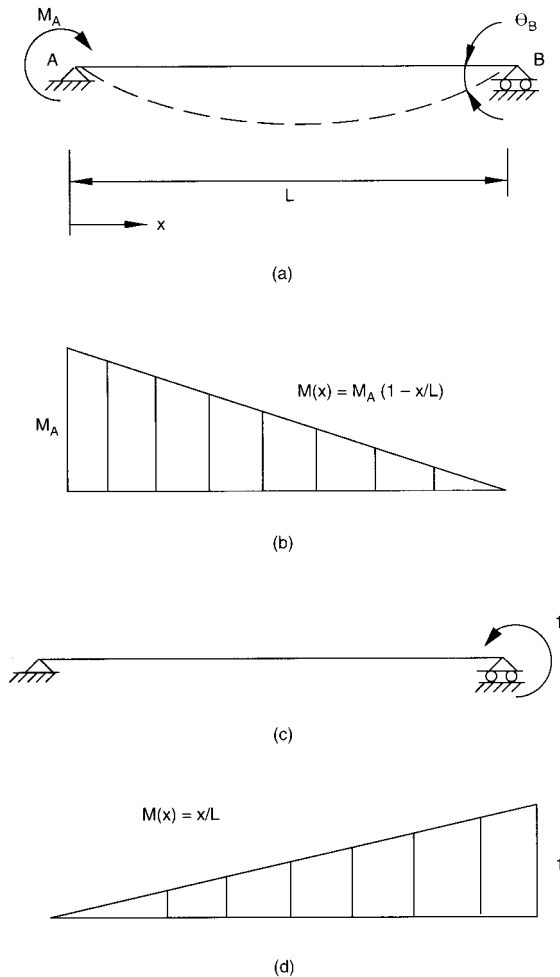 M_A
A
Θ_B
B
L
x
(a)
M(x) = M_A (1 − x/L)
M_A
(b)
1
(c)
M(x) = x/L
1
(d)